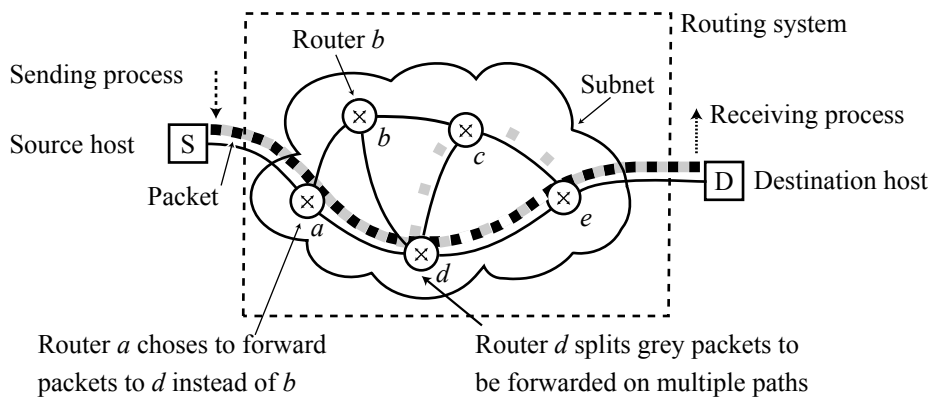 Routing system
Router b
Sending process
Subnet
Receiving process
Source host
S
b
c
Packet
D
Destination host
a
e
d
Router a choses to forward
packets to d instead of b
Router d splits grey packets to
be forwarded on multiple paths